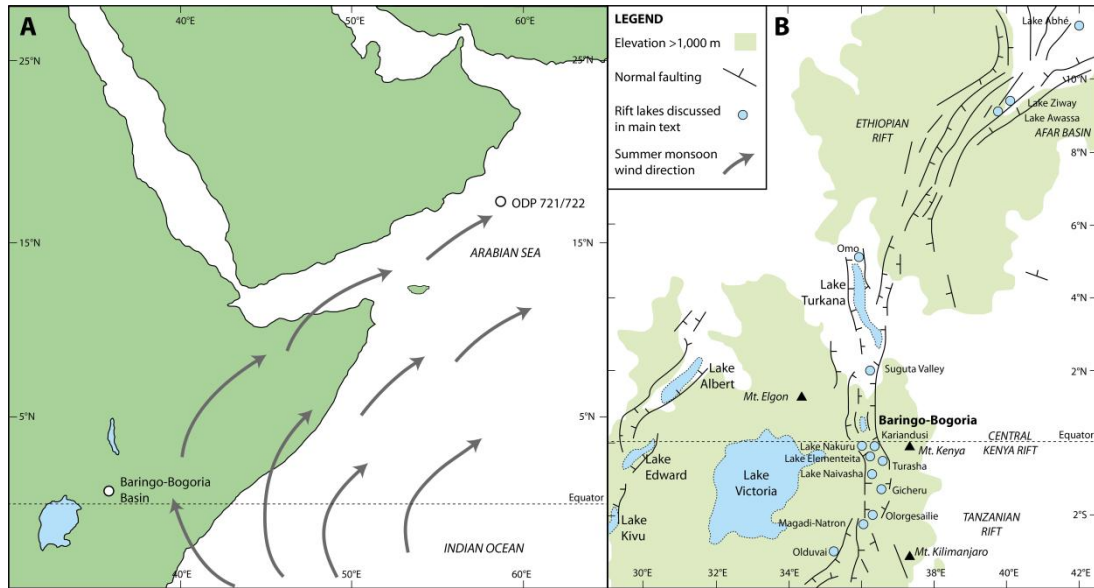 A
40°E
50°E
60°E
25°N
25°N
ODP 721/722
15°N
ARABIAN SEA
15°N
5°N
5°N
Baringo-Bogoria
Basin
Equator
INDIAN OCEAN
40°E
50°E
60°E
LEGEND
Elevation >1,000 m
Normal faulting
Rift lakes discussed
in main text
Summer monsoon
wind direction
B
Lake Abhé
10°N
Lake Ziway
Lake Awassa
ETHIOPIAN
RIFT
AFAR BASIN
8°N
6°N
Omo
Lake
Turkana
4°N
Suguta Valley
2°N
Lake
Albert
Mt. Elgon
Baringo-Bogoria
Kariandusi
CENTRAL
KENYA RIFT
Equator
Lake Nakuru
Mt. Kenya
Lake Elementeita
Turasha
Lake
Edward
Lake Naivasha
Lake
Victoria
Gicheru
Lake
Kivu
Olorgesailie
2°S
Magadi-Natron
TANZANIAN
RIFT
Olduvai
Mt. Kilimanjaro
30°E
32°E
34°E
36°E
38°E
40°E
42°E